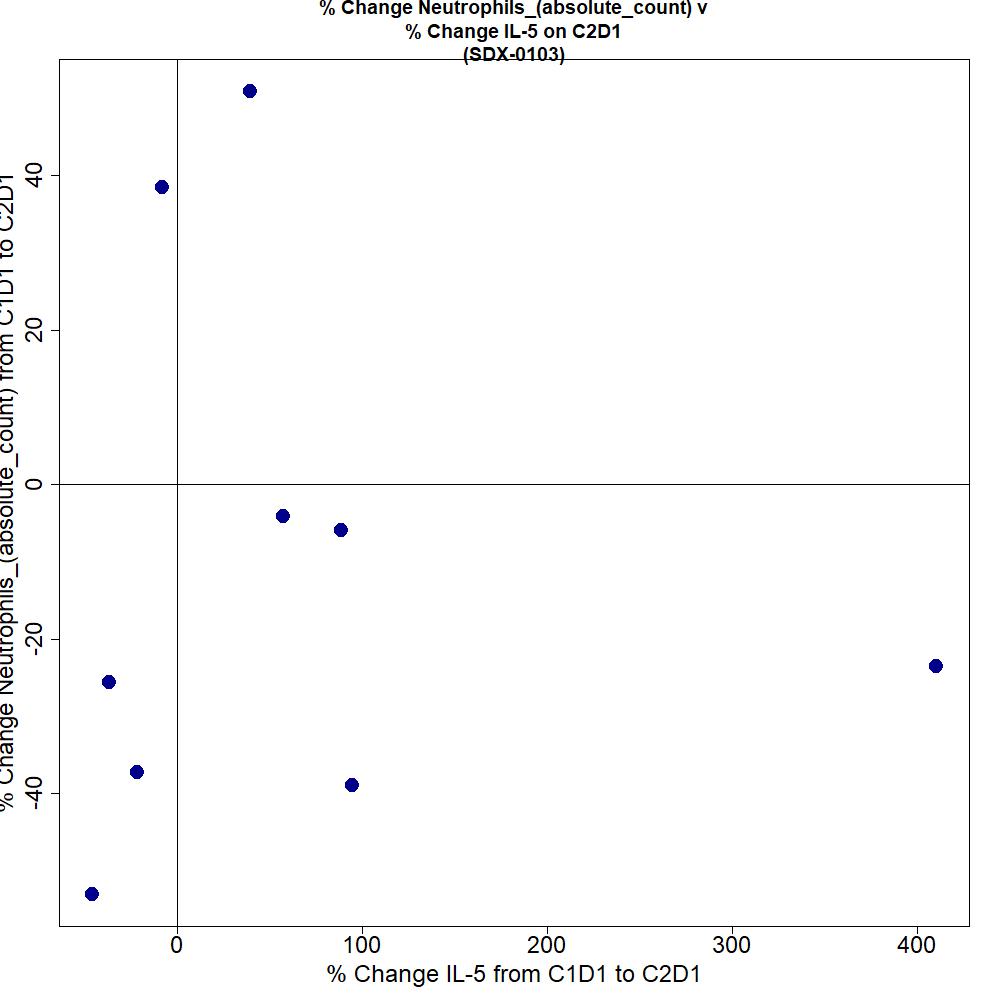 % Change Neutrophils_(absolute_count) v
% Change IL-5 on C2D1
(SDX-0103)
% Change Neutrophils_(absolute_count) from C1D1 to C2D1
40
20
0
-20
-40
0 100 200 300 400
% Change IL-5 from C1D1 to C2D1